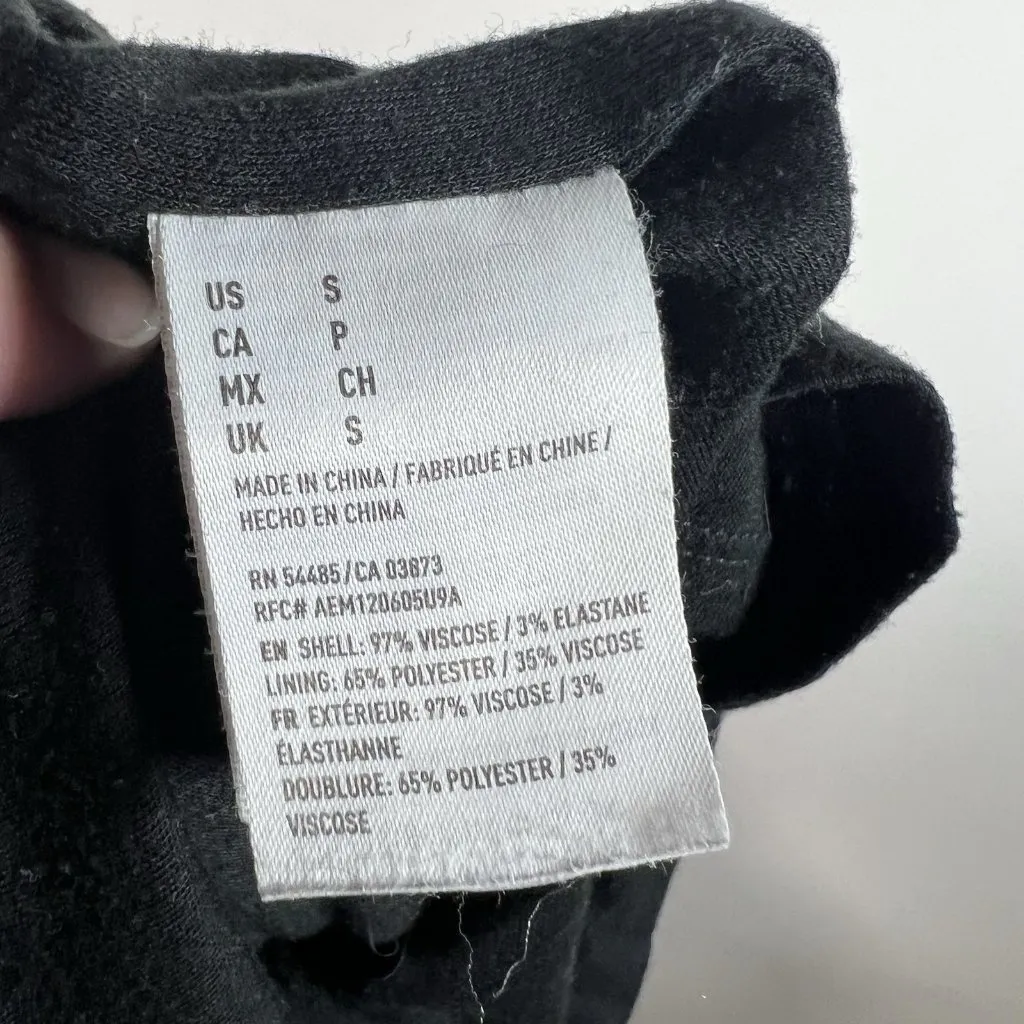 US S
CA P
MX CH
UK S
MADE IN CHINA / FABRIQUÉ EN CHINE /
HECHO EN CHINA
RN 54485 / CA 03873
RFC# AEM120605U9A
EN SHELL: 97% VISCOSE / 3% ELASTANE
LINING: 65% POLYESTER / 35% VISCOSE
FR EXTÉRIEUR: 97% VISCOSE / 3%
ÉLASTHANNE
DOUBLURE: 65% POLYESTER / 35%
VISCOSE